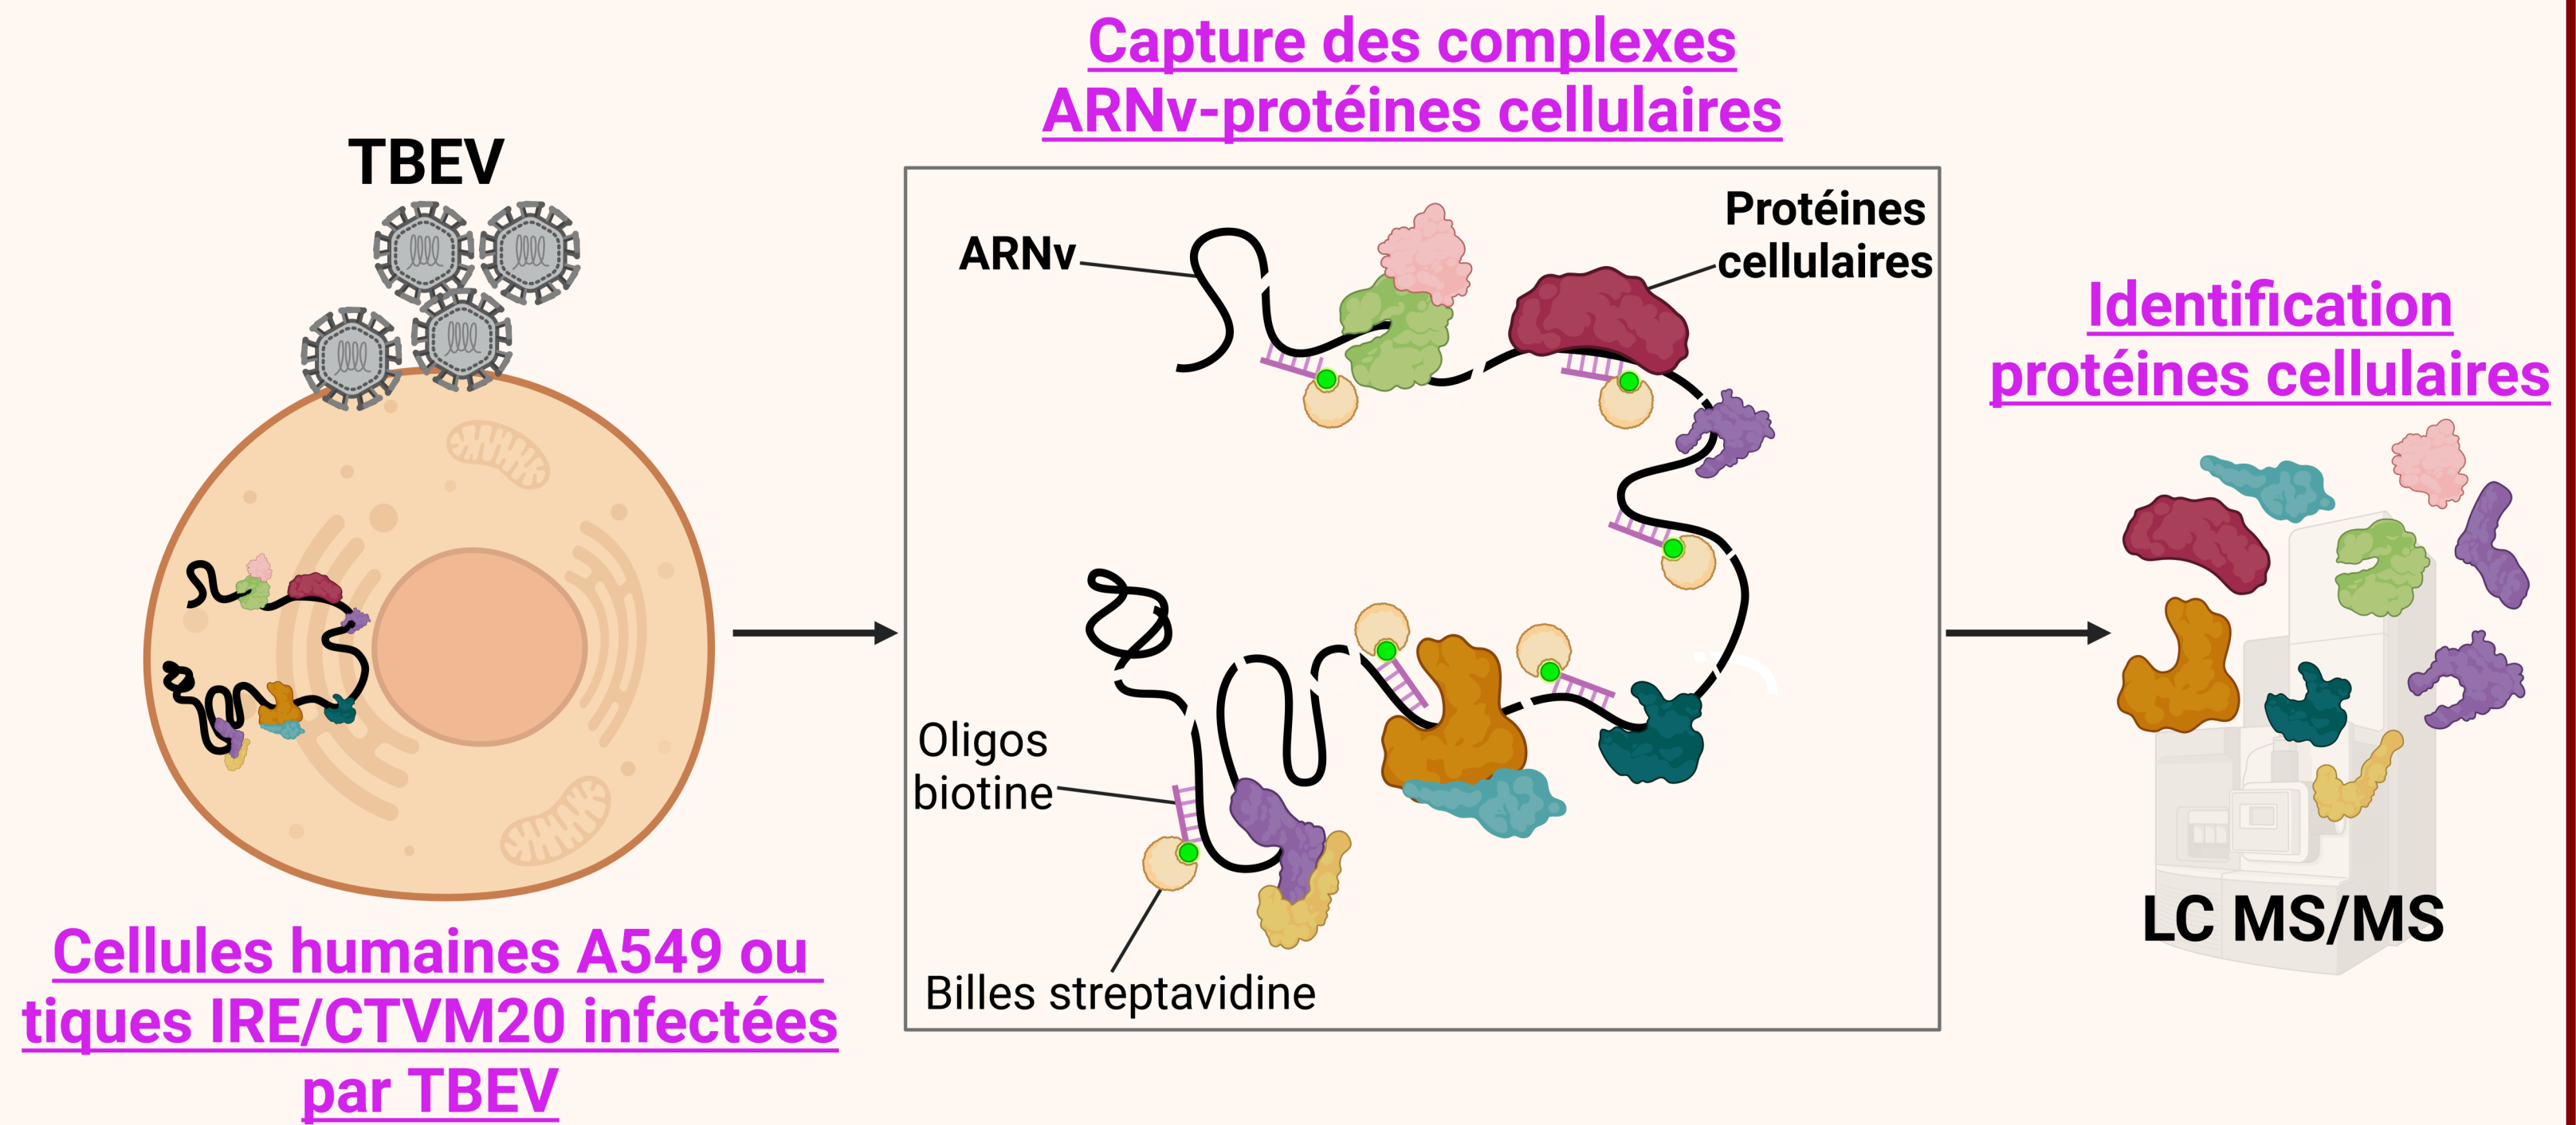 TBEV
Cellules humaines A549 ou
tiques IRE/CTVM20 infectées
par TBEV
Capture des complexes
ARNv-protéines cellulaires
ARNv
Protéines
cellulaires
Oligos
biotine
Billes streptavidine
Identification
protéines cellulaires
LC MS/MS